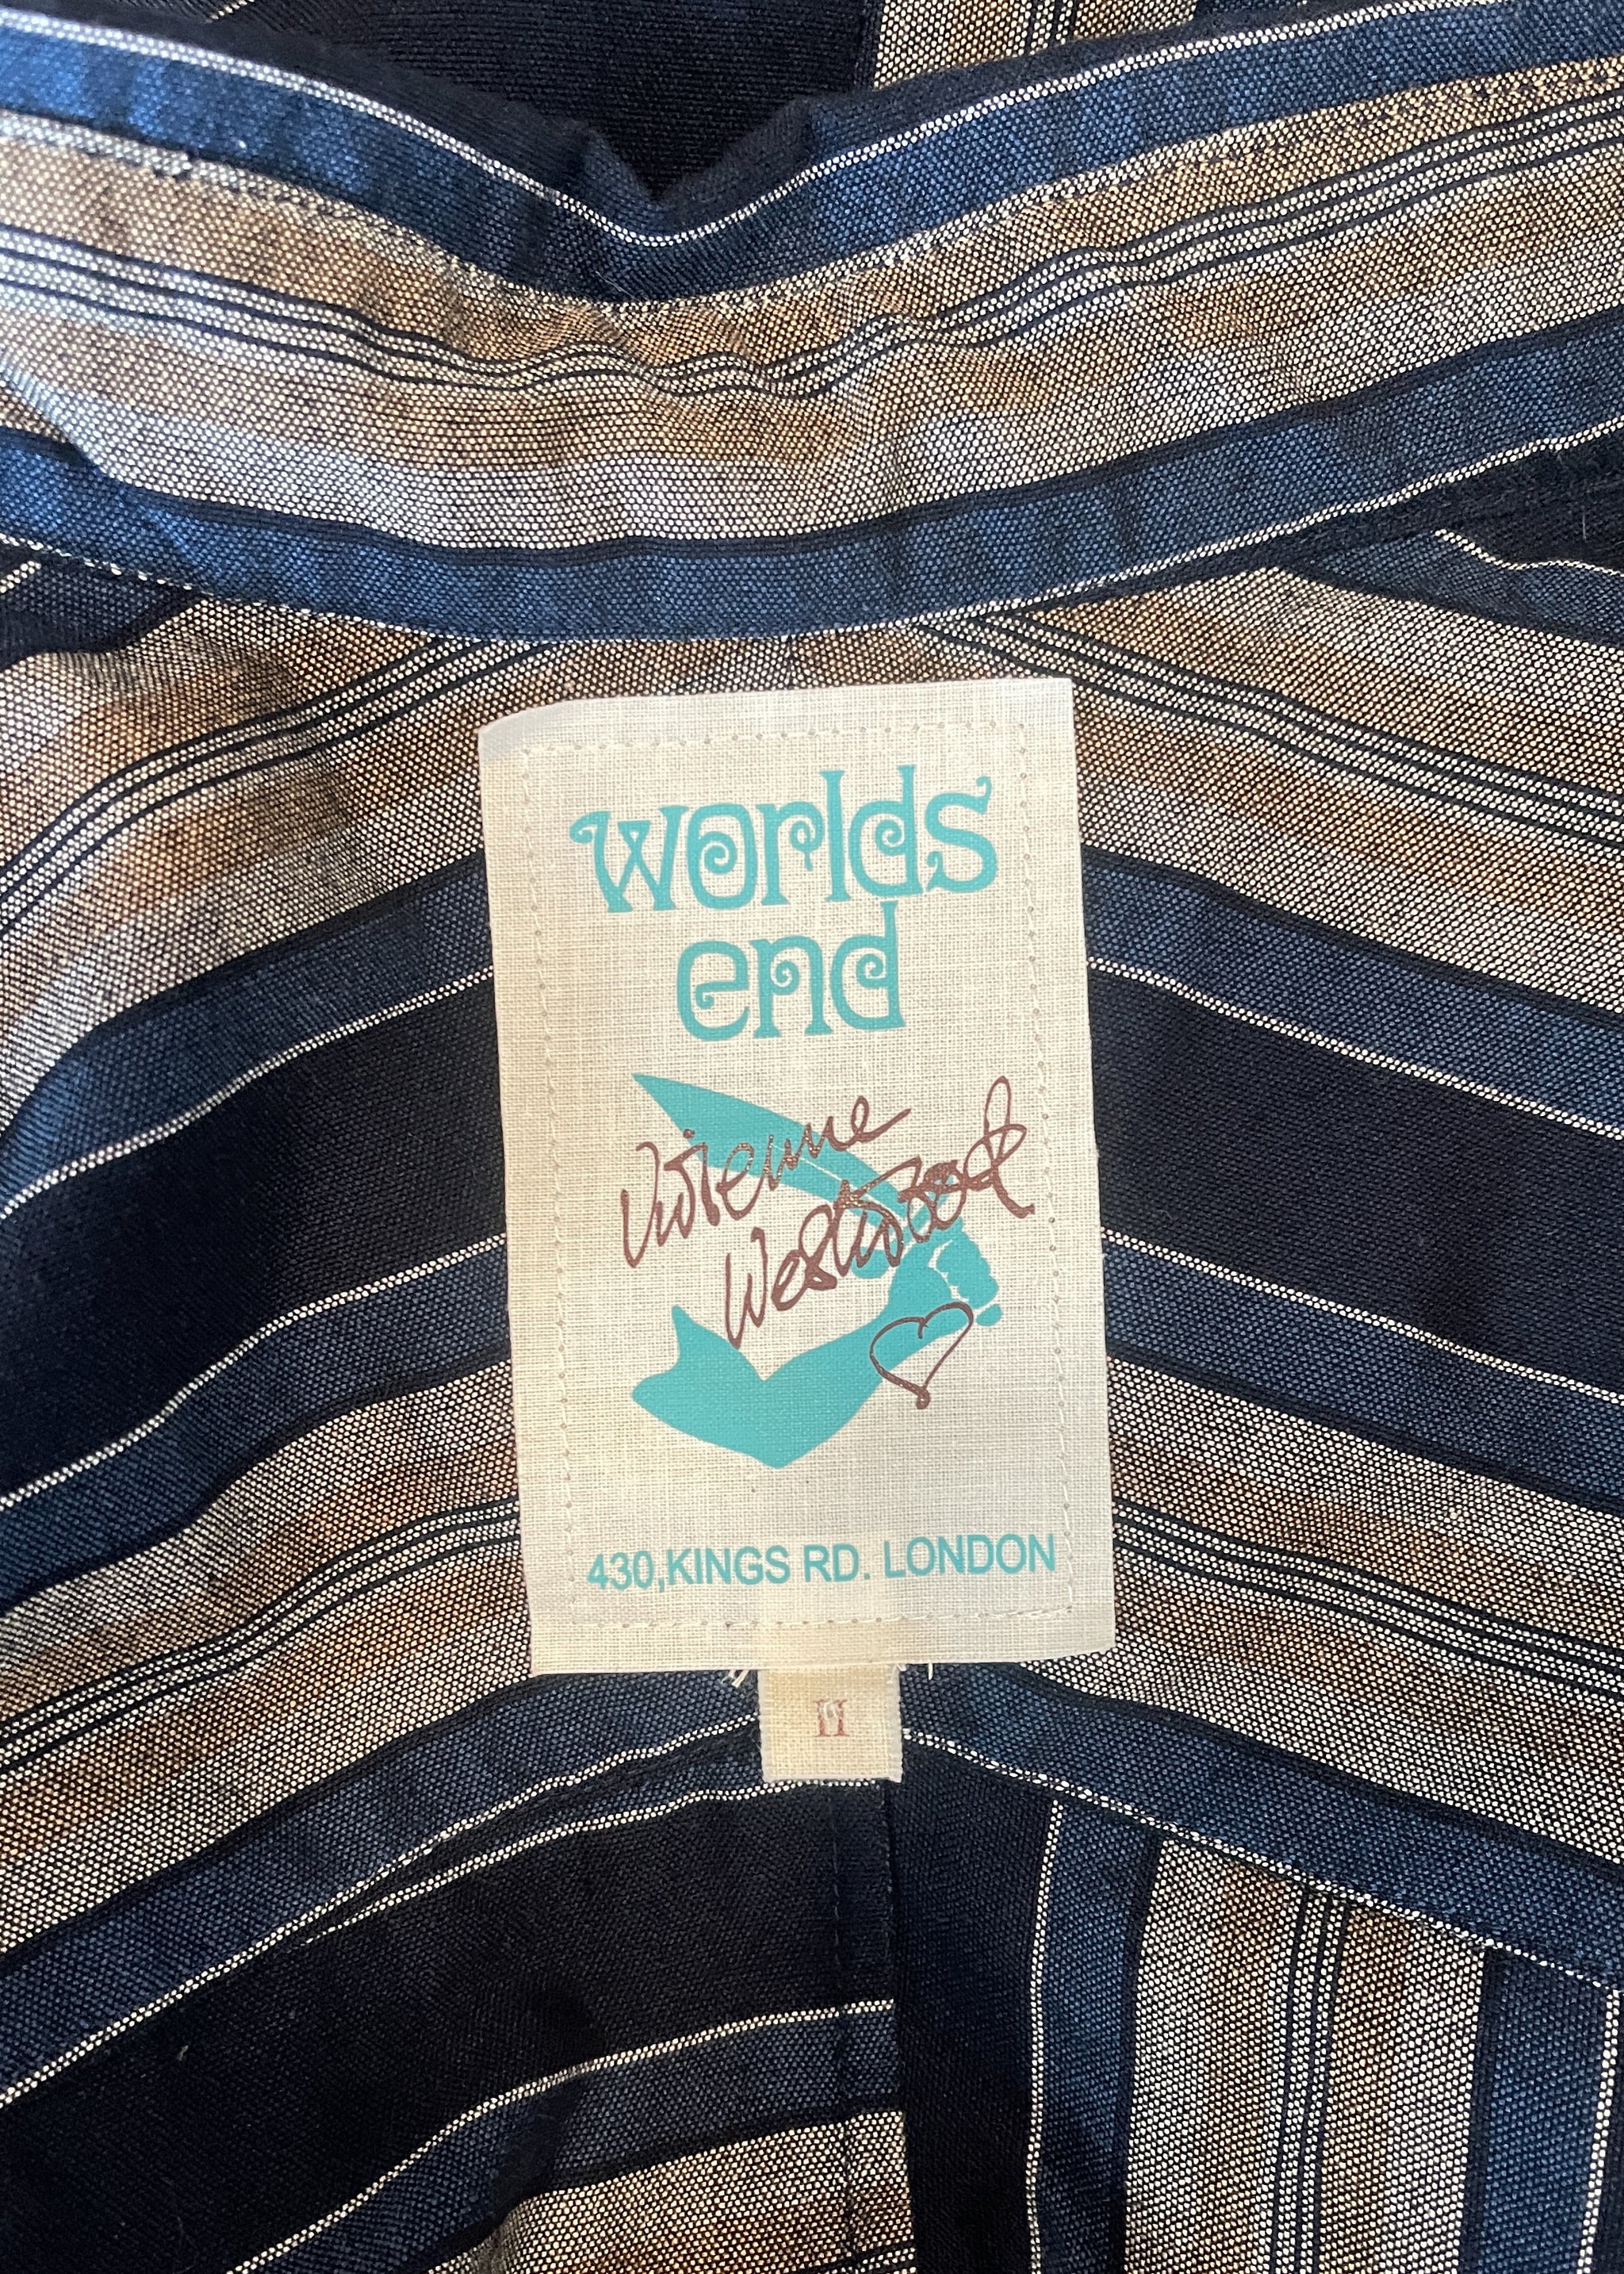 worlds
end
Vivienne
Westwood
430,KINGS RD. LONDON
II